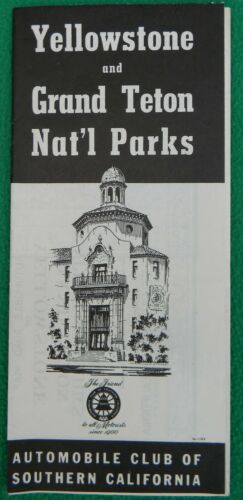 Yellowstone
and
Grand Teton
Nat'l Parks
The Friend
to all Motorists
since 1900
AUTOMOBILE CLUB OF
SOUTHERN CALIFORNIA